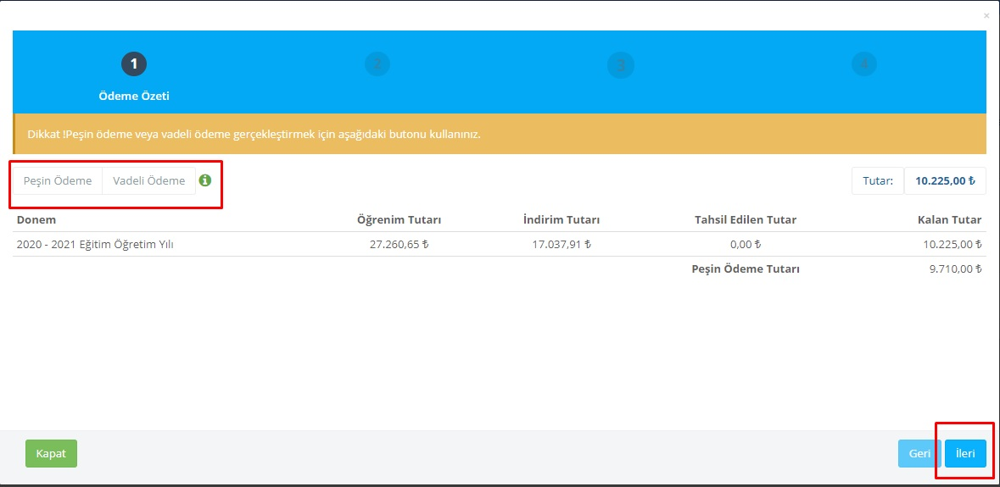 ×
1 2 3 4
Ödeme Özeti
Dikkat !Peşin ödeme veya vadeli ödeme gerçekleştirmek için aşağıdaki butonu kullanınız.
Peşin Ödeme Vadeli Ödeme Tutar: 10.225,00 ₺
Donem Öğrenim Tutarı İndirim Tutarı Tahsil Edilen Tutar Kalan Tutar
2020 - 2021 Eğitim Öğretim Yılı 27.260,65 ₺ 17.037,91 ₺ 0,00 ₺ 10.225,00 ₺
Peşin Ödeme Tutarı 9.710,00 ₺
Kapat Geri İleri